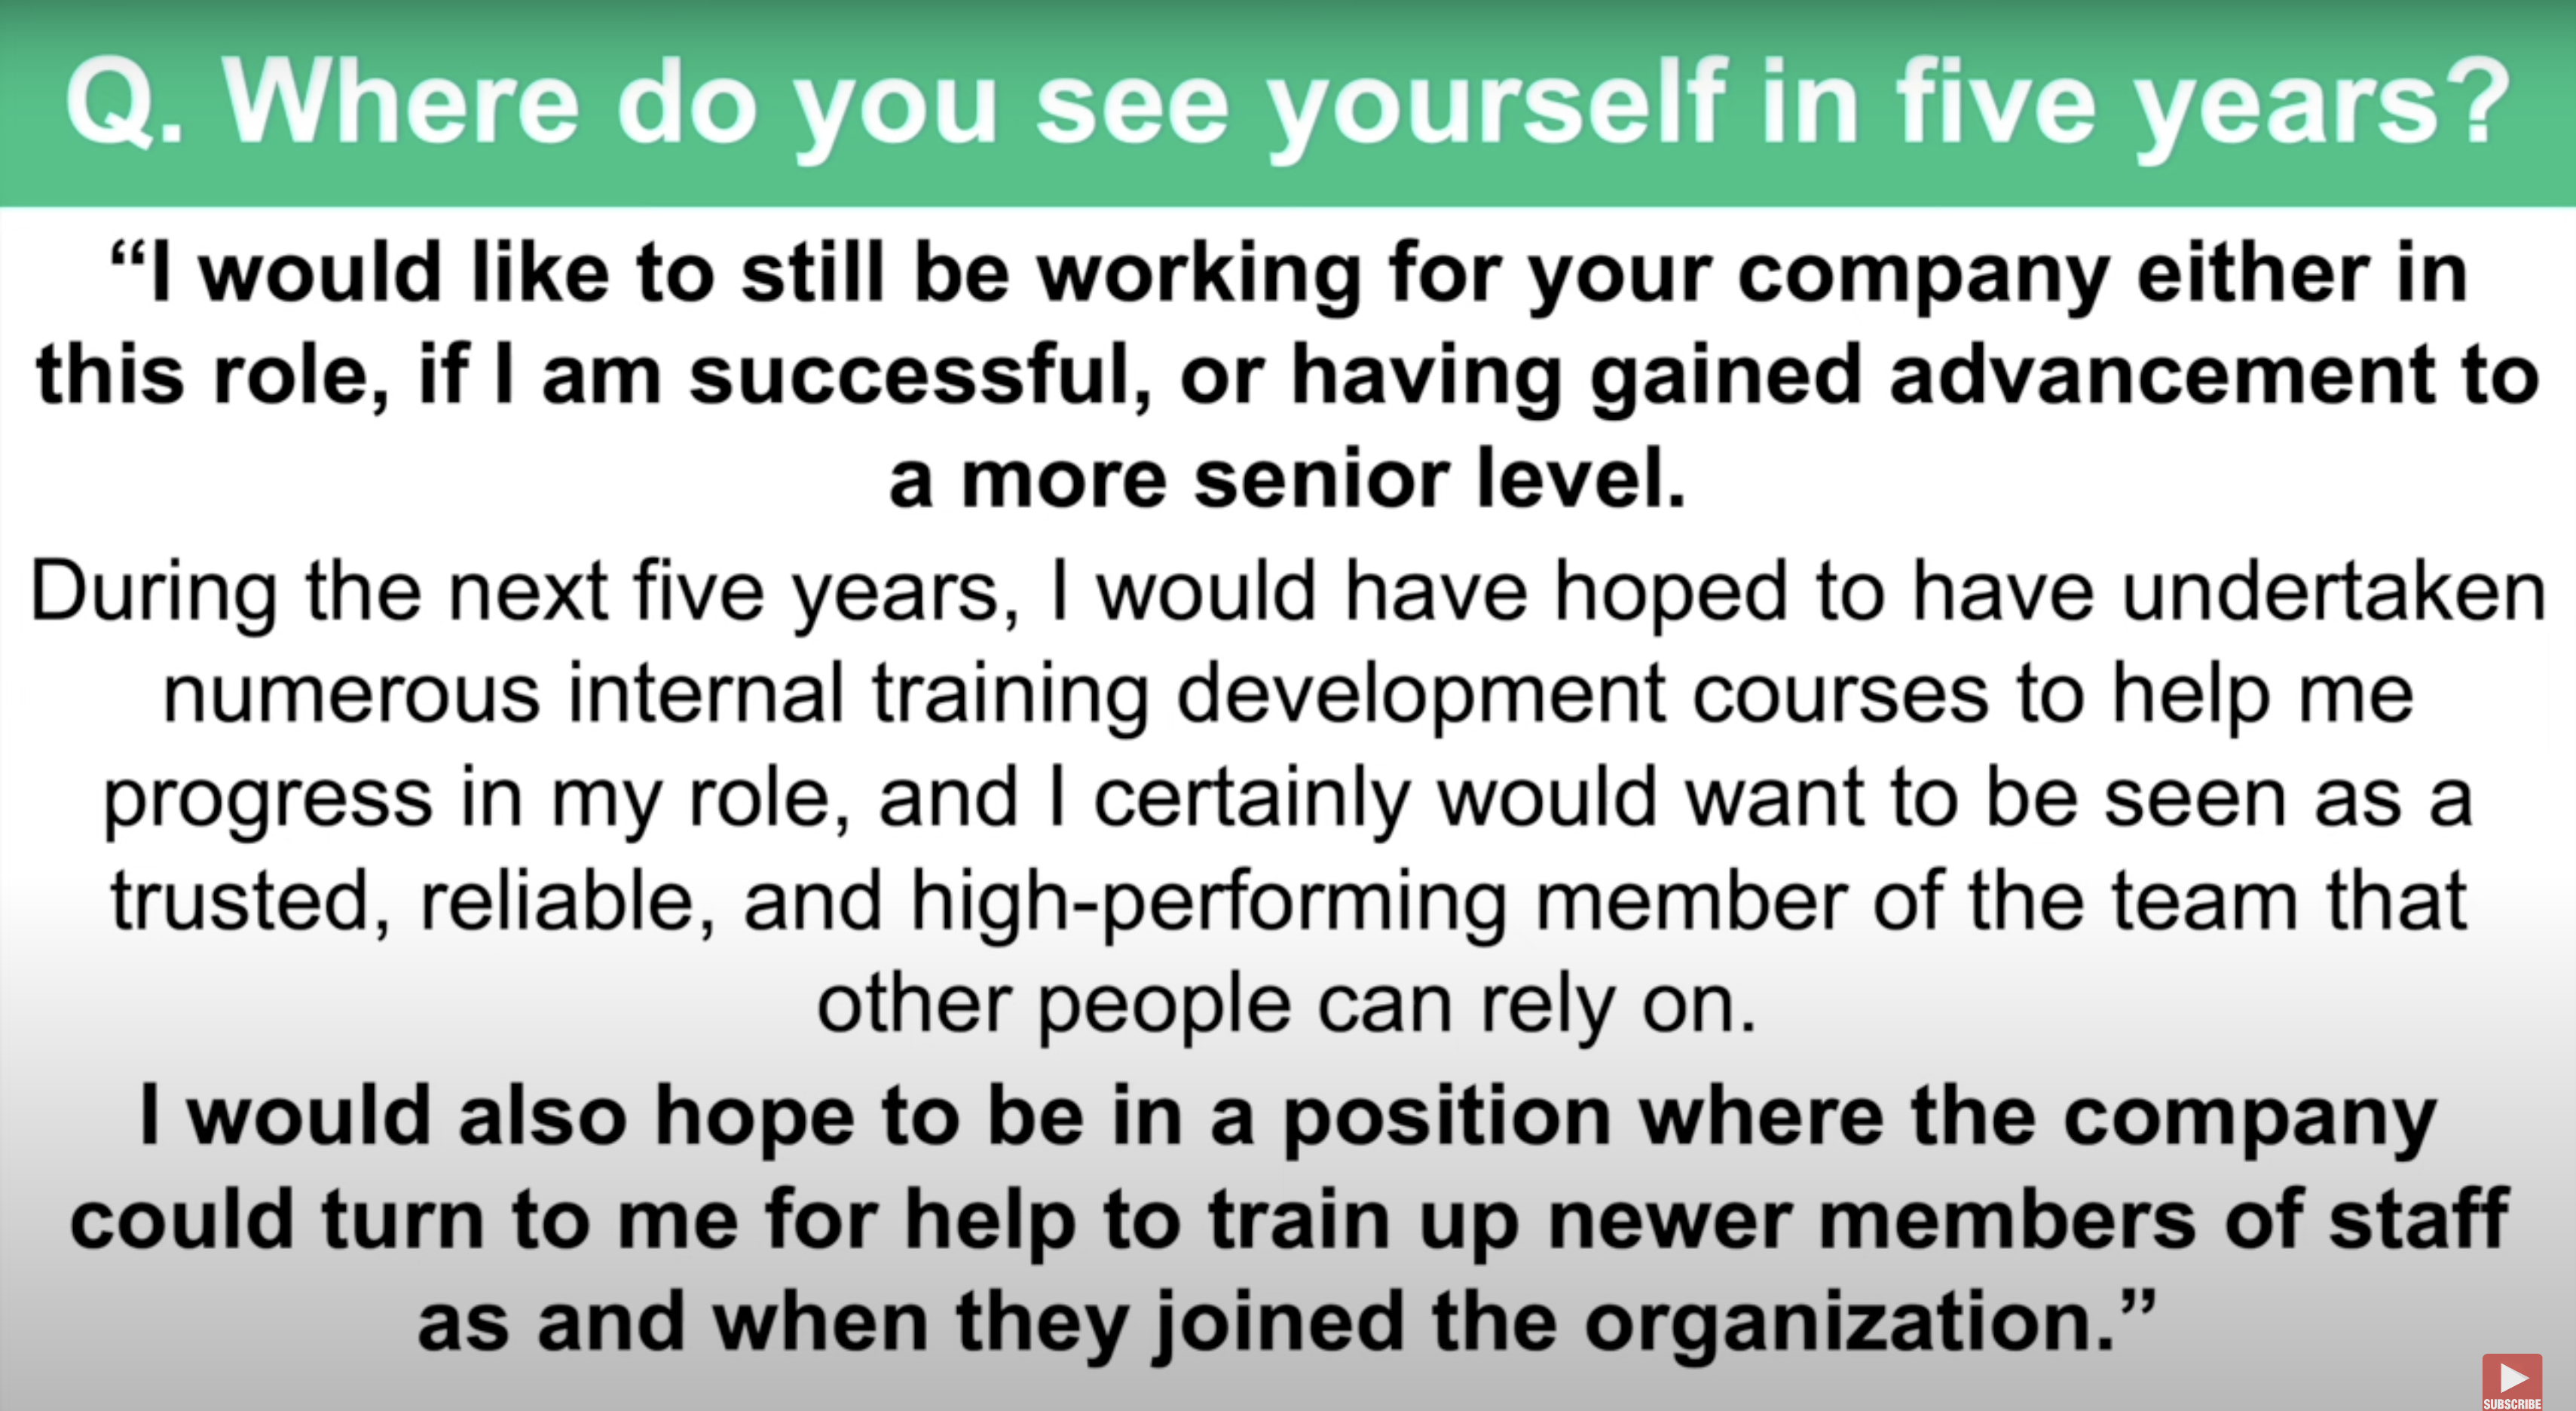 Q. Where do you see yourself in five years?
“I would like to still be working for your company either in
this role, if I am successful, or having gained advancement to
a more senior level.
During the next five years, I would have hoped to have undertaken
numerous internal training development courses to help me
progress in my role, and I certainly would want to be seen as a
trusted, reliable, and high-performing member of the team that
other people can rely on.
I would also hope to be in a position where the company
could turn to me for help to train up newer members of staff
as and when they joined the organization.”
SUBSCRIBE